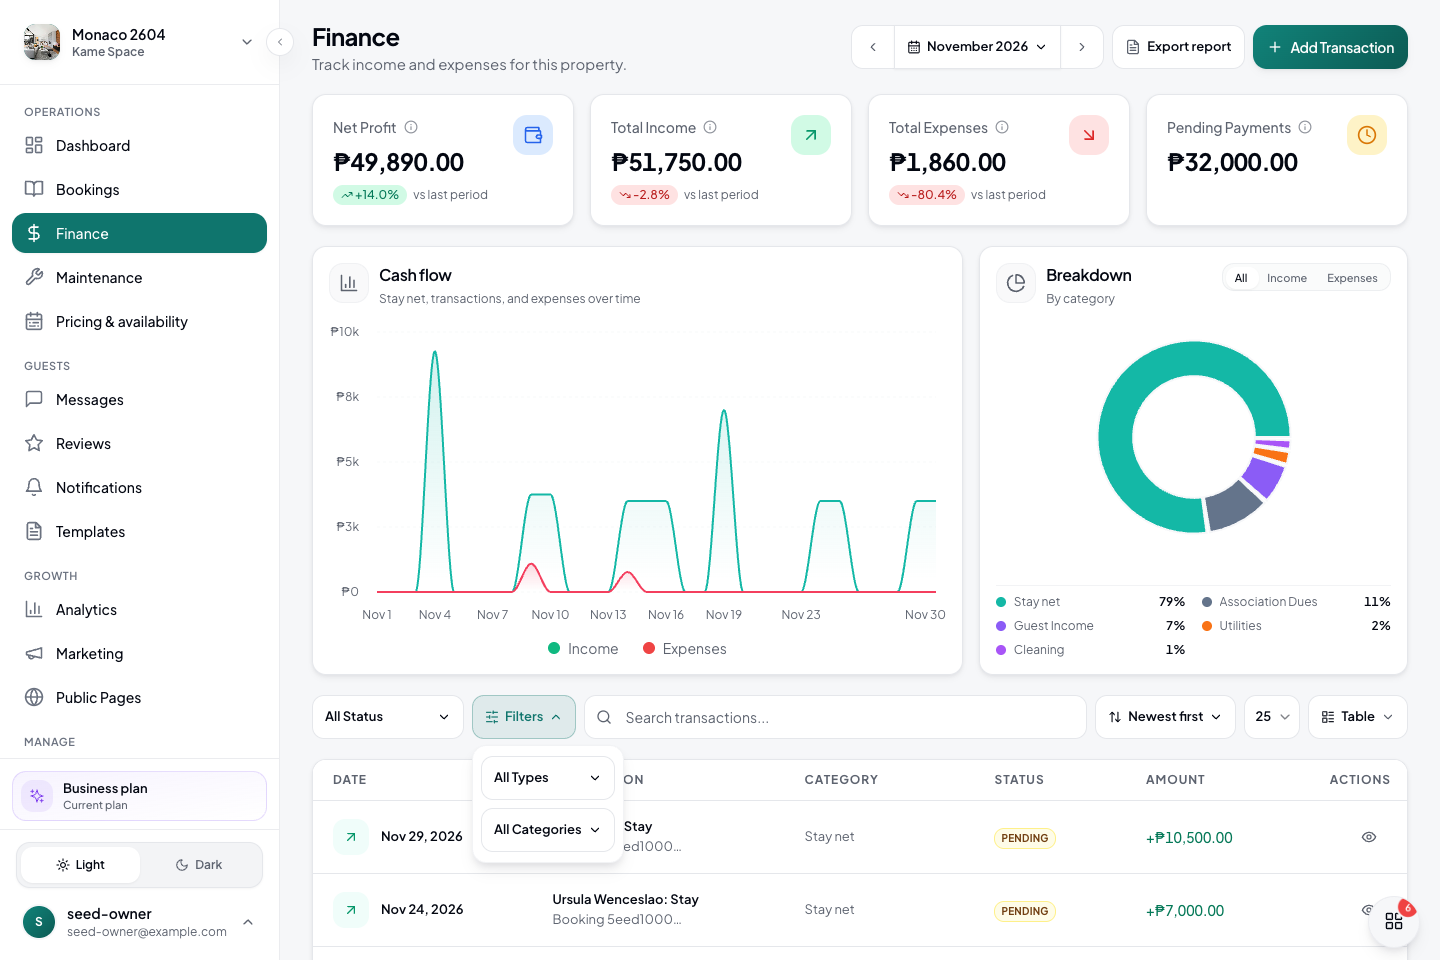 Monaco 2604
Kame Space
OPERATIONS
Dashboard
Bookings
Finance
Maintenance
Pricing & availability
GUESTS
Messages
Reviews
Notifications
Templates
GROWTH
Analytics
Marketing
Public Pages
MANAGE
Business plan
Current plan
Light
Dark
S
seed-owner
seed-owner@example.com
Finance
Track income and expenses for this property.
November 2026
Export report
Add Transaction
Net Profit
₱49,890.00
+14.0% vs last period
Total Income
₱51,750.00
-2.8% vs last period
Total Expenses
₱1,860.00
-80.4% vs last period
Pending Payments
₱32,000.00
Cash flow
Stay net, transactions, and expenses over time
₱10k
₱8k
₱5k
₱3k
₱0
Nov 1 Nov 4 Nov 7 Nov 10 Nov 13 Nov 16 Nov 19 Nov 23 Nov 30
Income Expenses
Breakdown
By category
All Income Expenses
Stay net 79% Association Dues 11%
Guest Income 7% Utilities 2%
Cleaning 1%
All Status
Filters
Search transactions...
Newest first
25
Table
All Types
All Categories
DATE ON CATEGORY STATUS AMOUNT ACTIONS
Nov 29, 2026 Stay Stay net PENDING +₱10,500.00
ed1000...
Nov 24, 2026 Ursula Wenceslao: Stay Stay net PENDING +₱7,000.00
Booking 5eed1000...
6